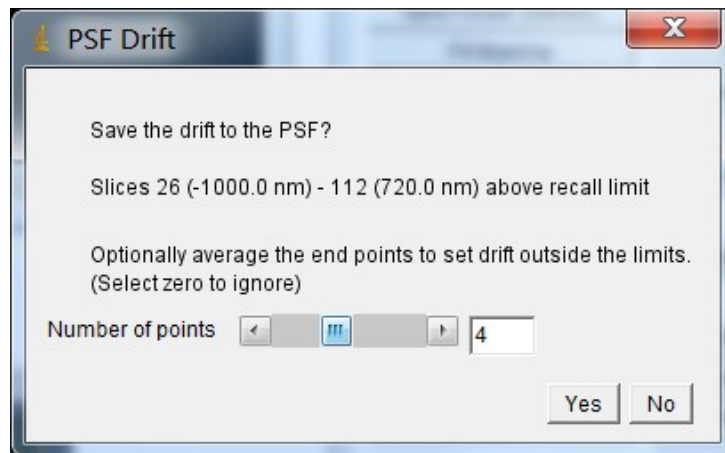 PSF Drift
Save the drift to the PSF?
Slices 26 (-1000.0 nm) - 112 (720.0 nm) above recall limit
Optionally average the end points to set drift outside the limits.
(Select zero to ignore)
Number of points 4
Yes No